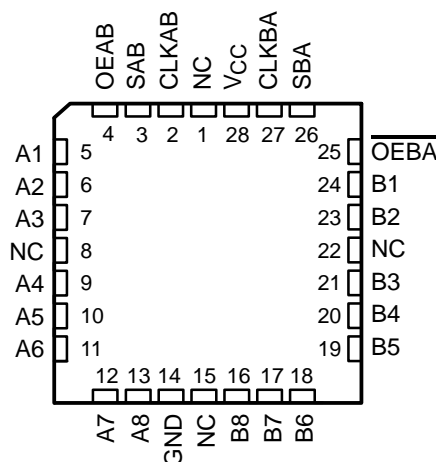 OEAB SAB CLKAB NC VCC CLKBA SBA
4 3 2 1 28 27 26
A1 5 25 O̅E̅B̅A̅
A2 6 24 B1
A3 7 23 B2
NC 8 22 NC
A4 9 21 B3
A5 10 20 B4
A6 11 19 B5
12 13 14 15 16 17 18
A7 A8 GND NC B8 B7 B6